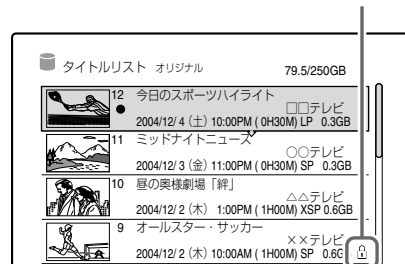 タイトルリスト オリジナル 79.5/250GB
12 今日のスポーツハイライト
□□テレビ
2004/12/ 4 (土) 10:00PM ( 0H30M) LP 0.3GB
11 ミッドナイトニュース
○○テレビ
2004/12/ 3 (金) 11:00PM ( 0H30M) SP 0.3GB
10 昼の奥様劇場「絆」
△△テレビ
2004/12/ 2 (木) 1:00PM ( 1H00M) XSP 0.6GB
9 オールスター・サッカー
××テレビ
2004/12/ 2 (木) 10:00AM ( 1H00M) SP 0.6G